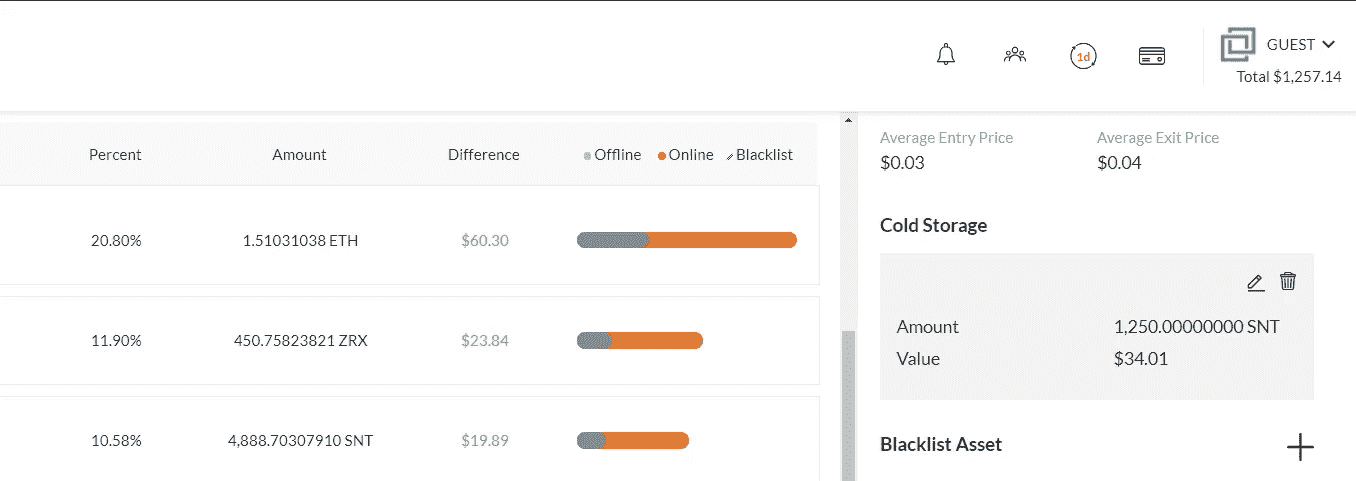 GUEST
1d
Total $1,257.14
Percent Amount Difference Offline Online Blacklist
20.80% 1.51031038 ETH $60.30
11.90% 450.75823821 ZRX $23.84
10.58% 4,888.70307910 SNT $19.89
Average Entry Price Average Exit Price
$0.03 $0.04
Cold Storage
Amount 1,250.00000000 SNT
Value $34.01
Blacklist Asset